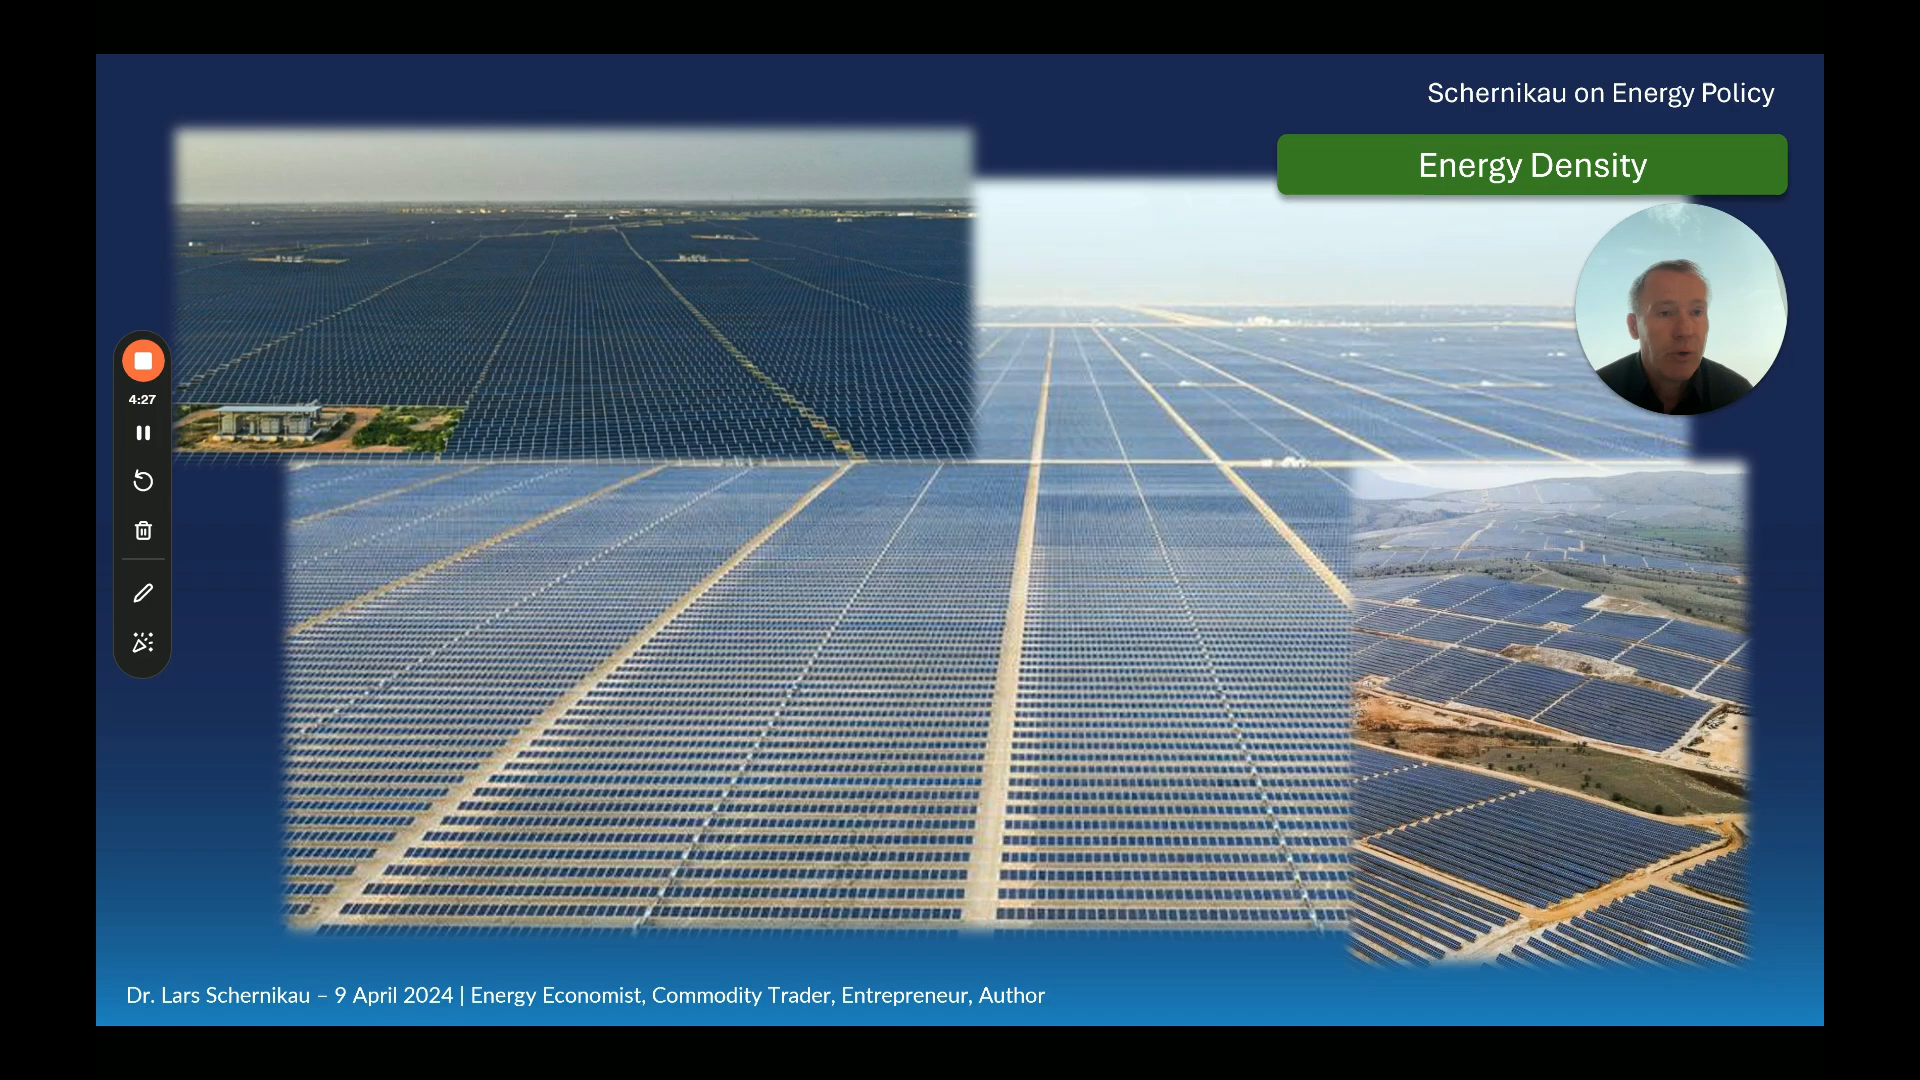 Schernikau on Energy Policy
Energy Density
4:27
Dr. Lars Schernikau – 9 April 2024 | Energy Economist, Commodity Trader, Entrepreneur, Author